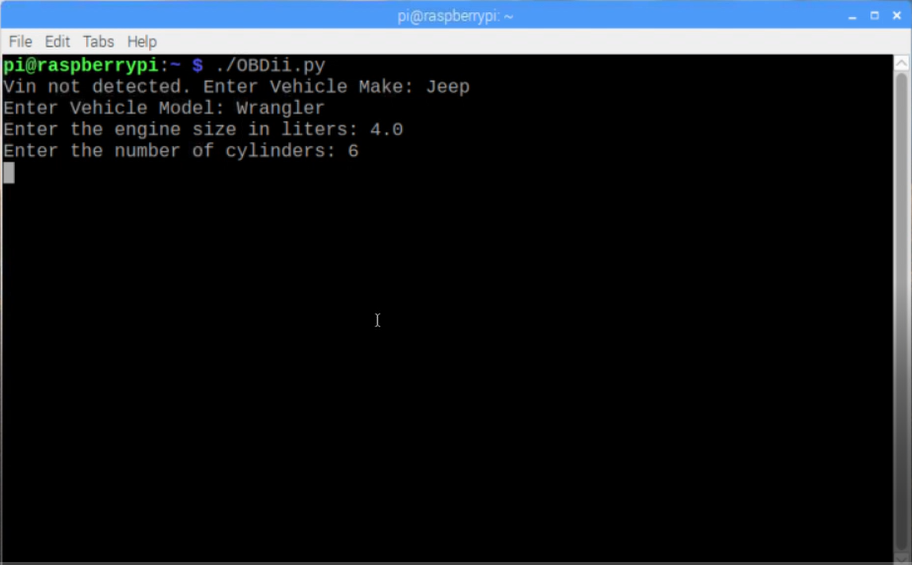 pi@raspberrypi: ~
File Edit Tabs Help
pi@raspberrypi:~ $ ./OBDii.py
Vin not detected. Enter Vehicle Make: Jeep
Enter Vehicle Model: Wrangler
Enter the engine size in liters: 4.0
Enter the number of cylinders: 6